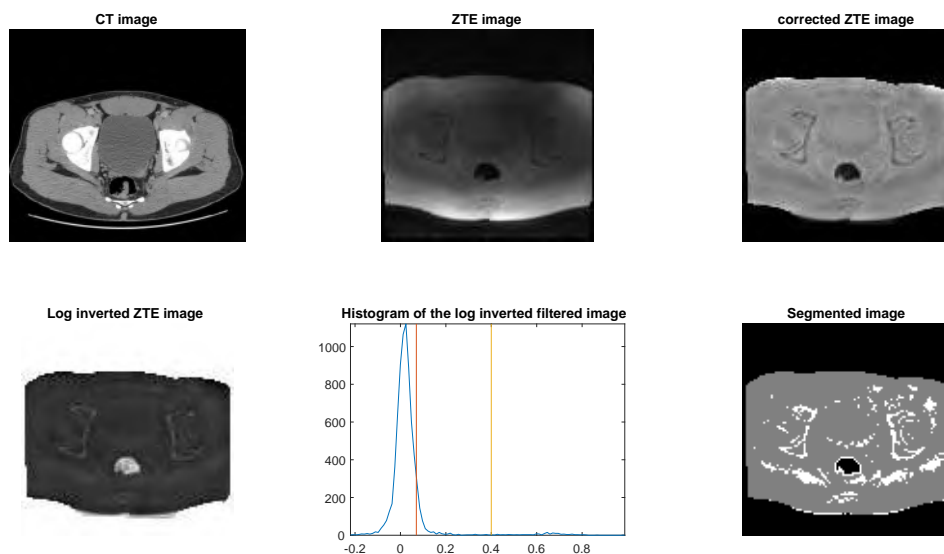 CT image
ZTE image
corrected ZTE image
Log inverted ZTE image
Histogram of the log inverted filtered image
Segmented image
1000
800
600
400
200
0
-0.2 0 0.2 0.4 0.6 0.8